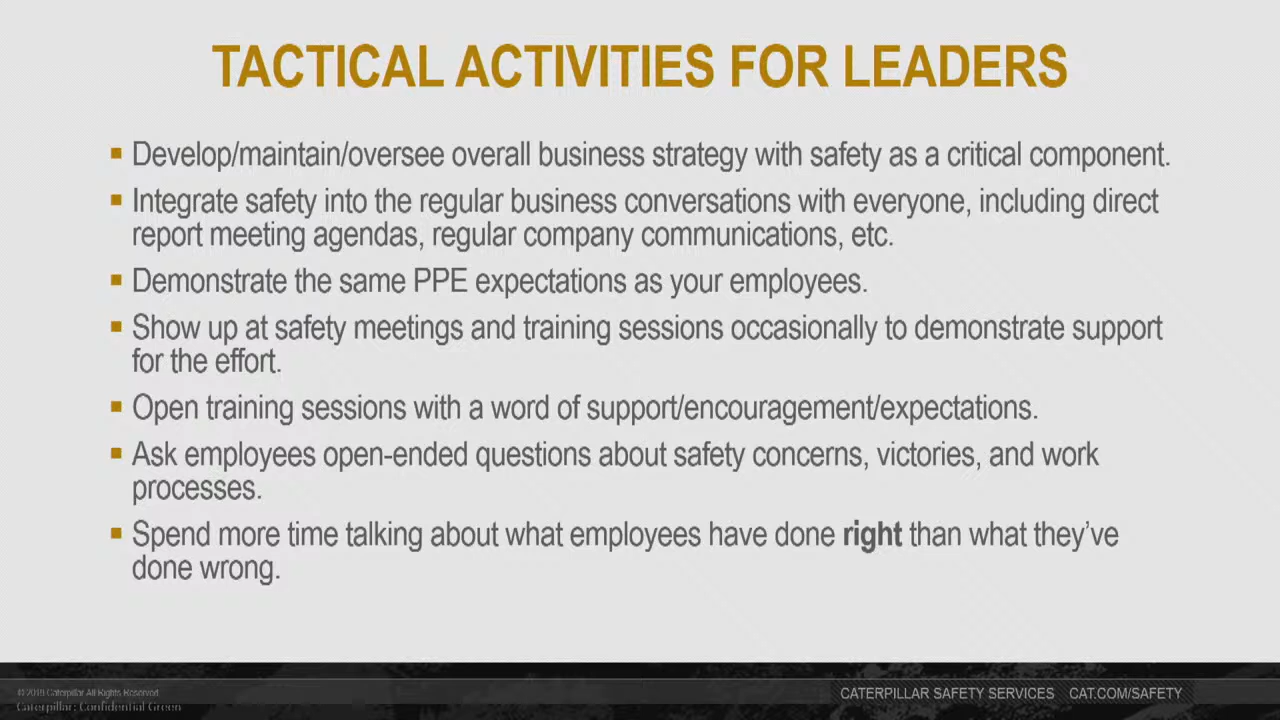 TACTICAL ACTIVITIES FOR LEADERS
▪ Develop/maintain/oversee overall business strategy with safety as a critical component.
▪ Integrate safety into the regular business conversations with everyone, including direct
report meeting agendas, regular company communications, etc.
▪ Demonstrate the same PPE expectations as your employees.
▪ Show up at safety meetings and training sessions occasionally to demonstrate support
for the effort.
▪ Open training sessions with a word of support/encouragement/expectations.
▪ Ask employees open-ended questions about safety concerns, victories, and work
processes.
▪ Spend more time talking about what employees have done right than what they’ve
done wrong.
© 2019 Caterpillar All Rights Reserved
Caterpillar: Confidential Green
CATERPILLAR SAFETY SERVICES CAT.COM/SAFETY